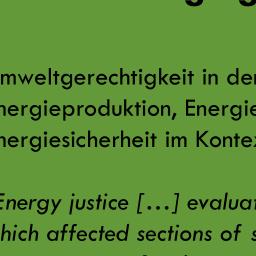 mweltgerechtigkeit in der
nergieproduktion, Energie
nergiesicherheit im Kontex
Energy justice [...] evaluat
hich affected sections of s